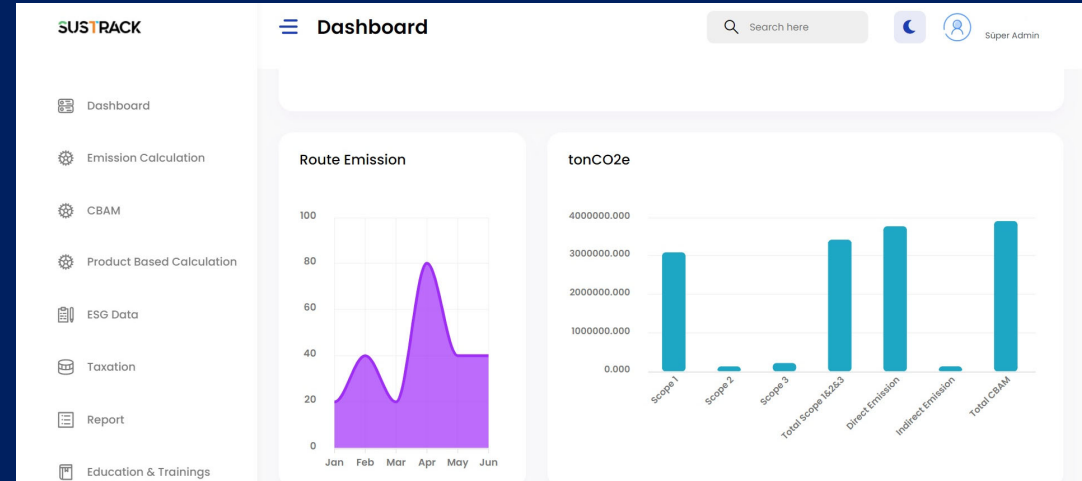 SUSTRACK
Dashboard
Search here
Süper Admin
Dashboard
Emission Calculation
CBAM
Product Based Calculation
ESG Data
Taxation
Report
Education & Trainings
Route Emission
100
80
60
40
20
0
Jan Feb Mar Apr May Jun
tonCO2e
4000000.000
3000000.000
2000000.000
1000000.000
0.000
Scope 1
Scope 2
Scope 3
Total Scope 1&2&3
Direct Emission
Indirect Emission
Total CBAM